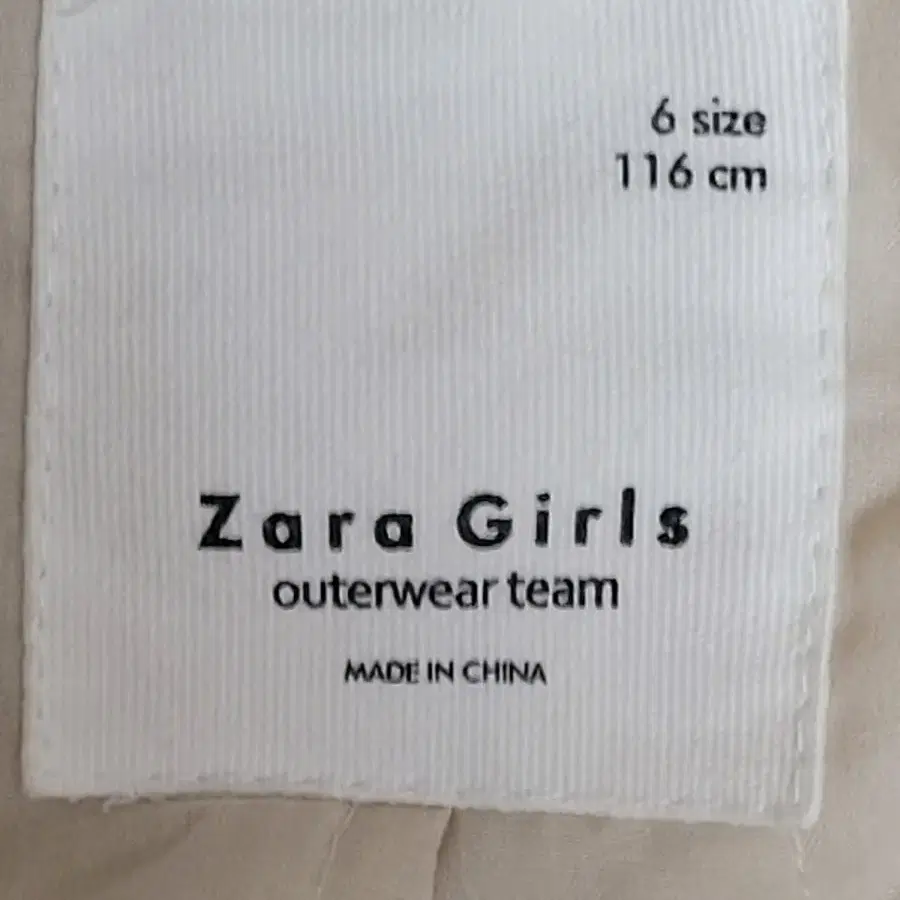 6 size
116 cm
Zara Girls
outerwear team
MADE IN CHINA